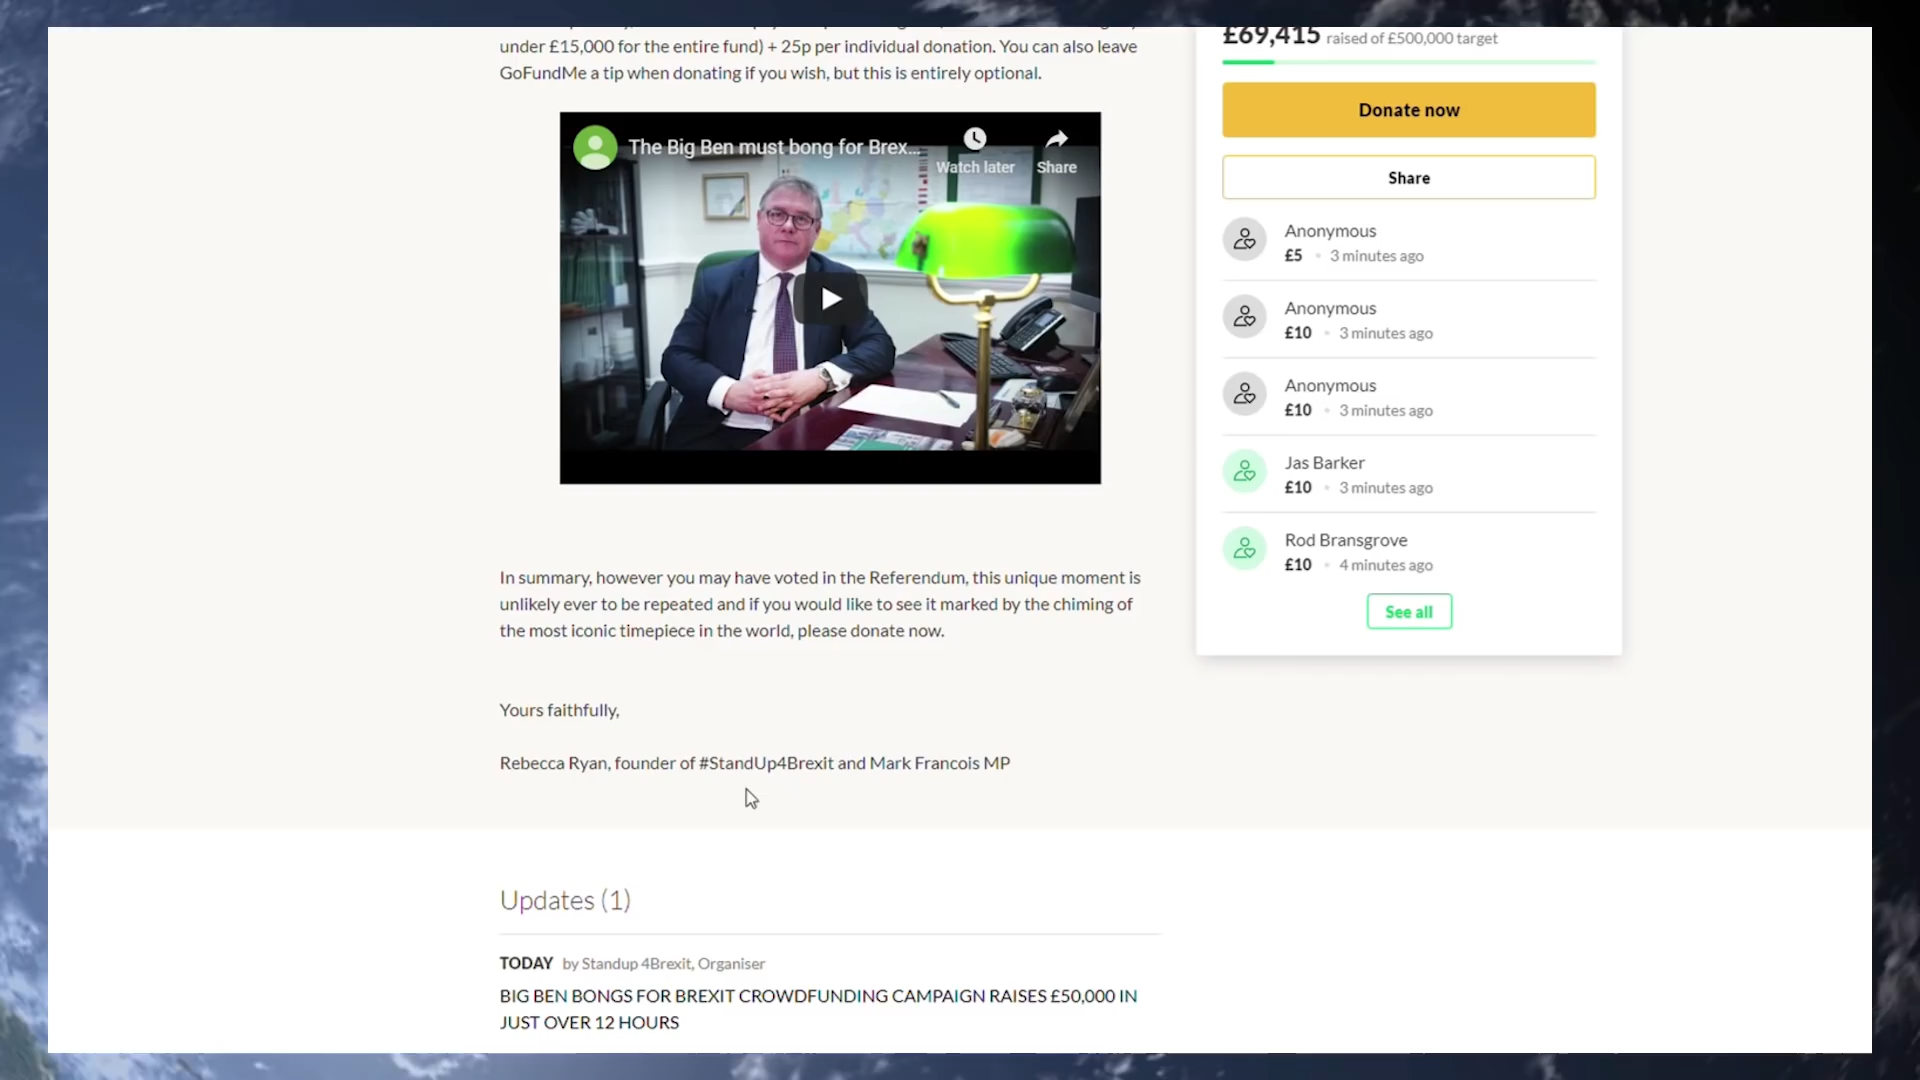 under £15,000 for the entire fund) + 25p per individual donation. You can also leave
GoFundMe a tip when donating if you wish, but this is entirely optional.
The Big Ben must bong for Brex...
Watch later
Share
In summary, however you may have voted in the Referendum, this unique moment is
unlikely ever to be repeated and if you would like to see it marked by the chiming of
the most iconic timepiece in the world, please donate now.
Yours faithfully,
Rebecca Ryan, founder of #StandUp4Brexit and Mark Francois MP
Updates (1)
TODAY by Standup 4Brexit, Organiser
BIG BEN BONGS FOR BREXIT CROWDFUNDING CAMPAIGN RAISES £50,000 IN
JUST OVER 12 HOURS
£69,415 raised of £500,000 target
Donate now
Share
Anonymous
£5 • 3 minutes ago
Anonymous
£10 • 3 minutes ago
Anonymous
£10 • 3 minutes ago
Jas Barker
£10 • 3 minutes ago
Rod Bransgrove
£10 • 4 minutes ago
See all